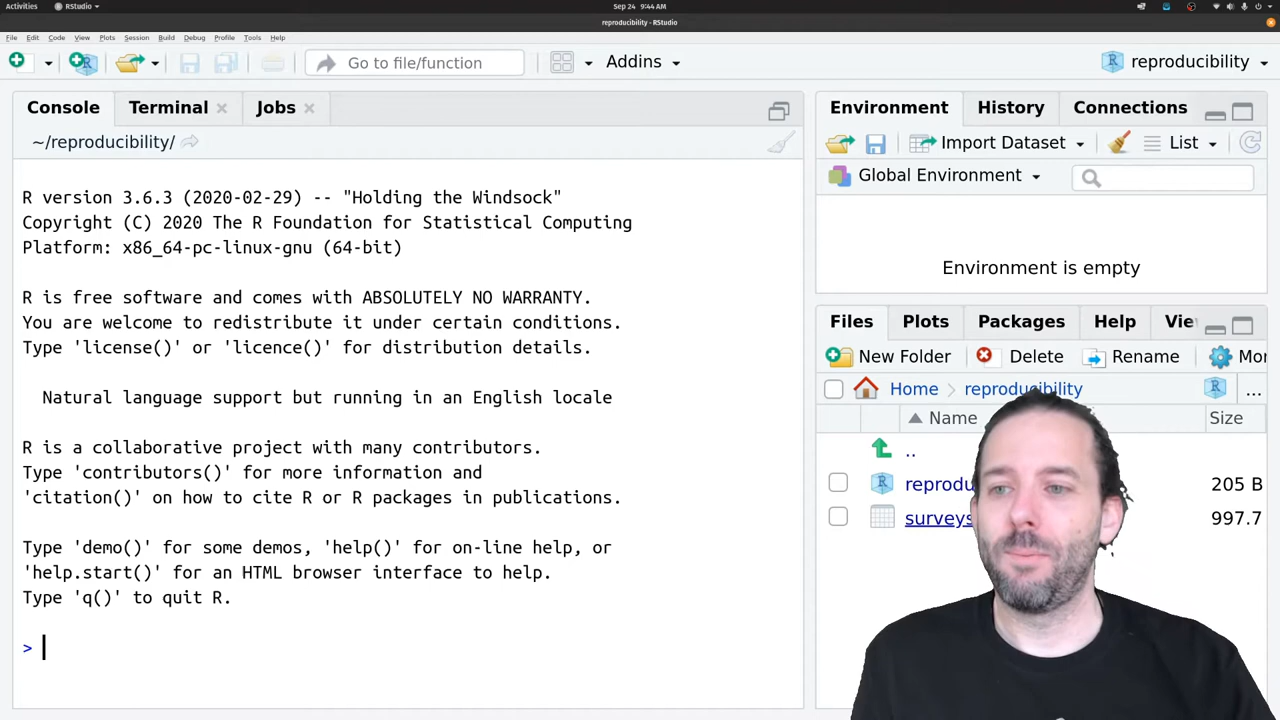 Activities
RStudio
Sep 24 9:44 AM
reproducibility - RStudio
File Edit Code View Plots Session Build Debug Profile Tools Help
Go to file/function
Addins
reproducibility
Console
Terminal
Jobs
~/reproducibility/
R version 3.6.3 (2020-02-29) -- "Holding the Windsock"
Copyright (C) 2020 The R Foundation for Statistical Computing
Platform: x86_64-pc-linux-gnu (64-bit)
R is free software and comes with ABSOLUTELY NO WARRANTY.
You are welcome to redistribute it under certain conditions.
Type 'license()' or 'licence()' for distribution details.
Natural language support but running in an English locale
R is a collaborative project with many contributors.
Type 'contributors()' for more information and
'citation()' on how to cite R or R packages in publications.
Type 'demo()' for some demos, 'help()' for on-line help, or
'help.start()' for an HTML browser interface to help.
Type 'q()' to quit R.
>
Environment
History
Connections
Import Dataset
List
Global Environment
Environment is empty
Files
Plots
Packages
Help
Vie
New Folder
Delete
Rename
Mor
Home
reproducibility
...
Name
Size
..
reprodu
205 B
surveys
997.7